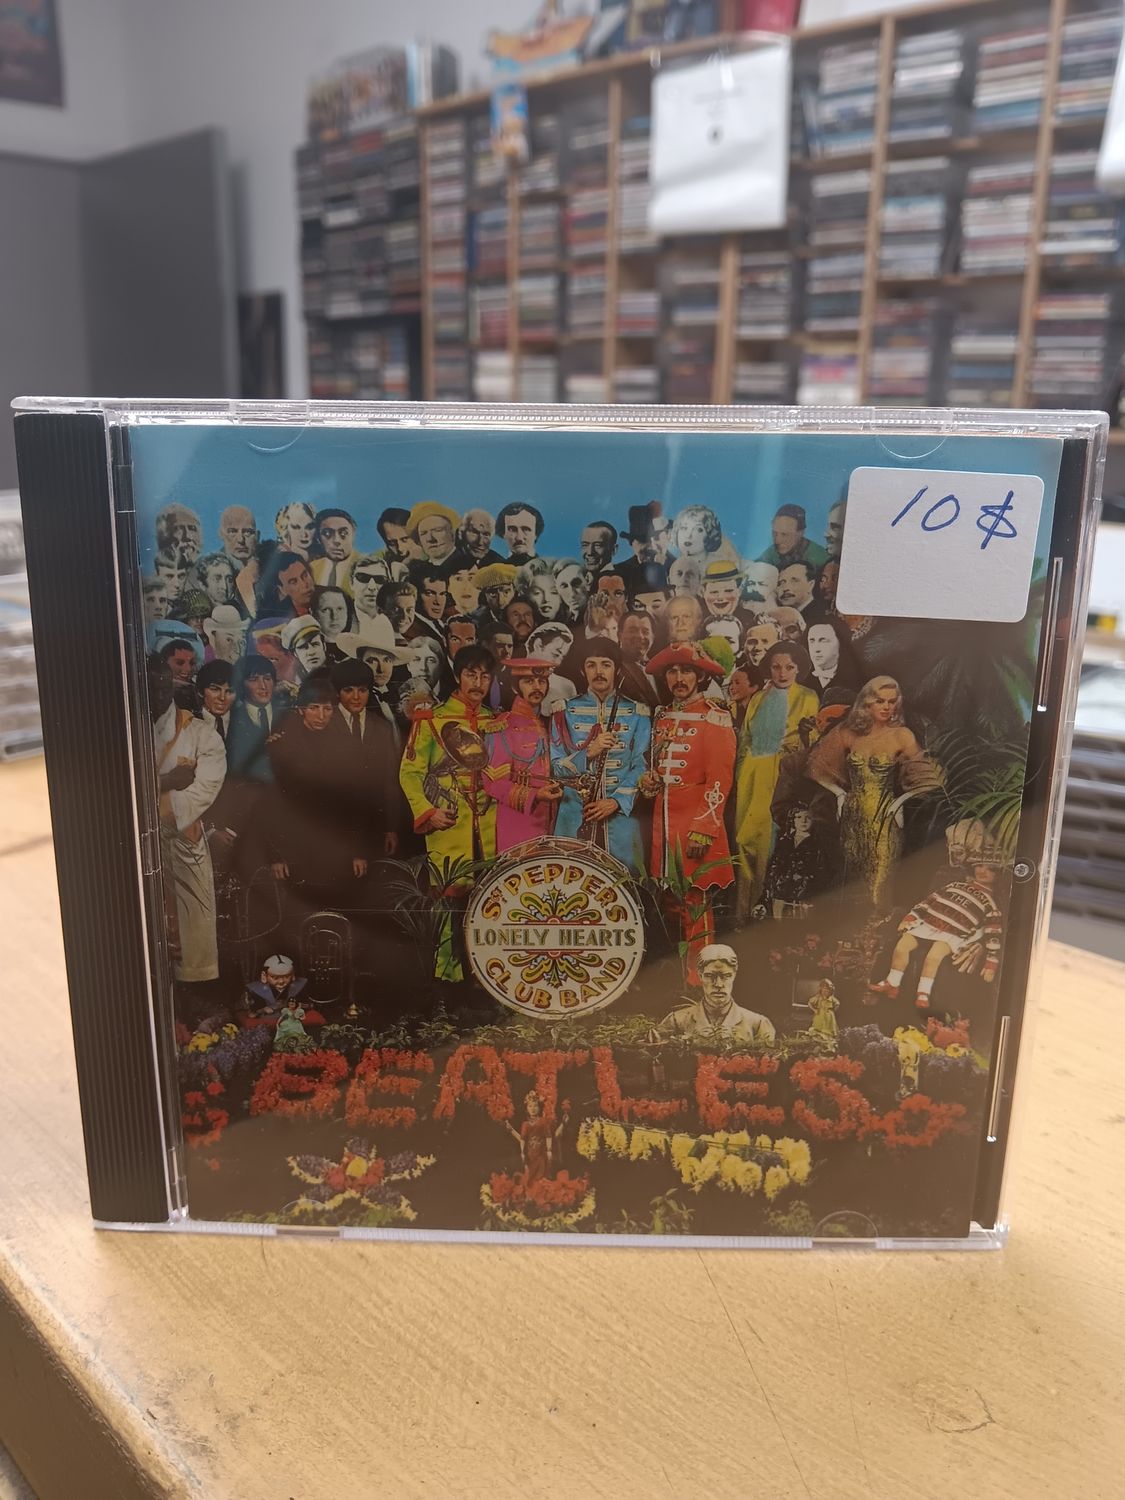 10$
SGT PEPPERS
LONELY HEARTS
CLUB BAND
BEATLES